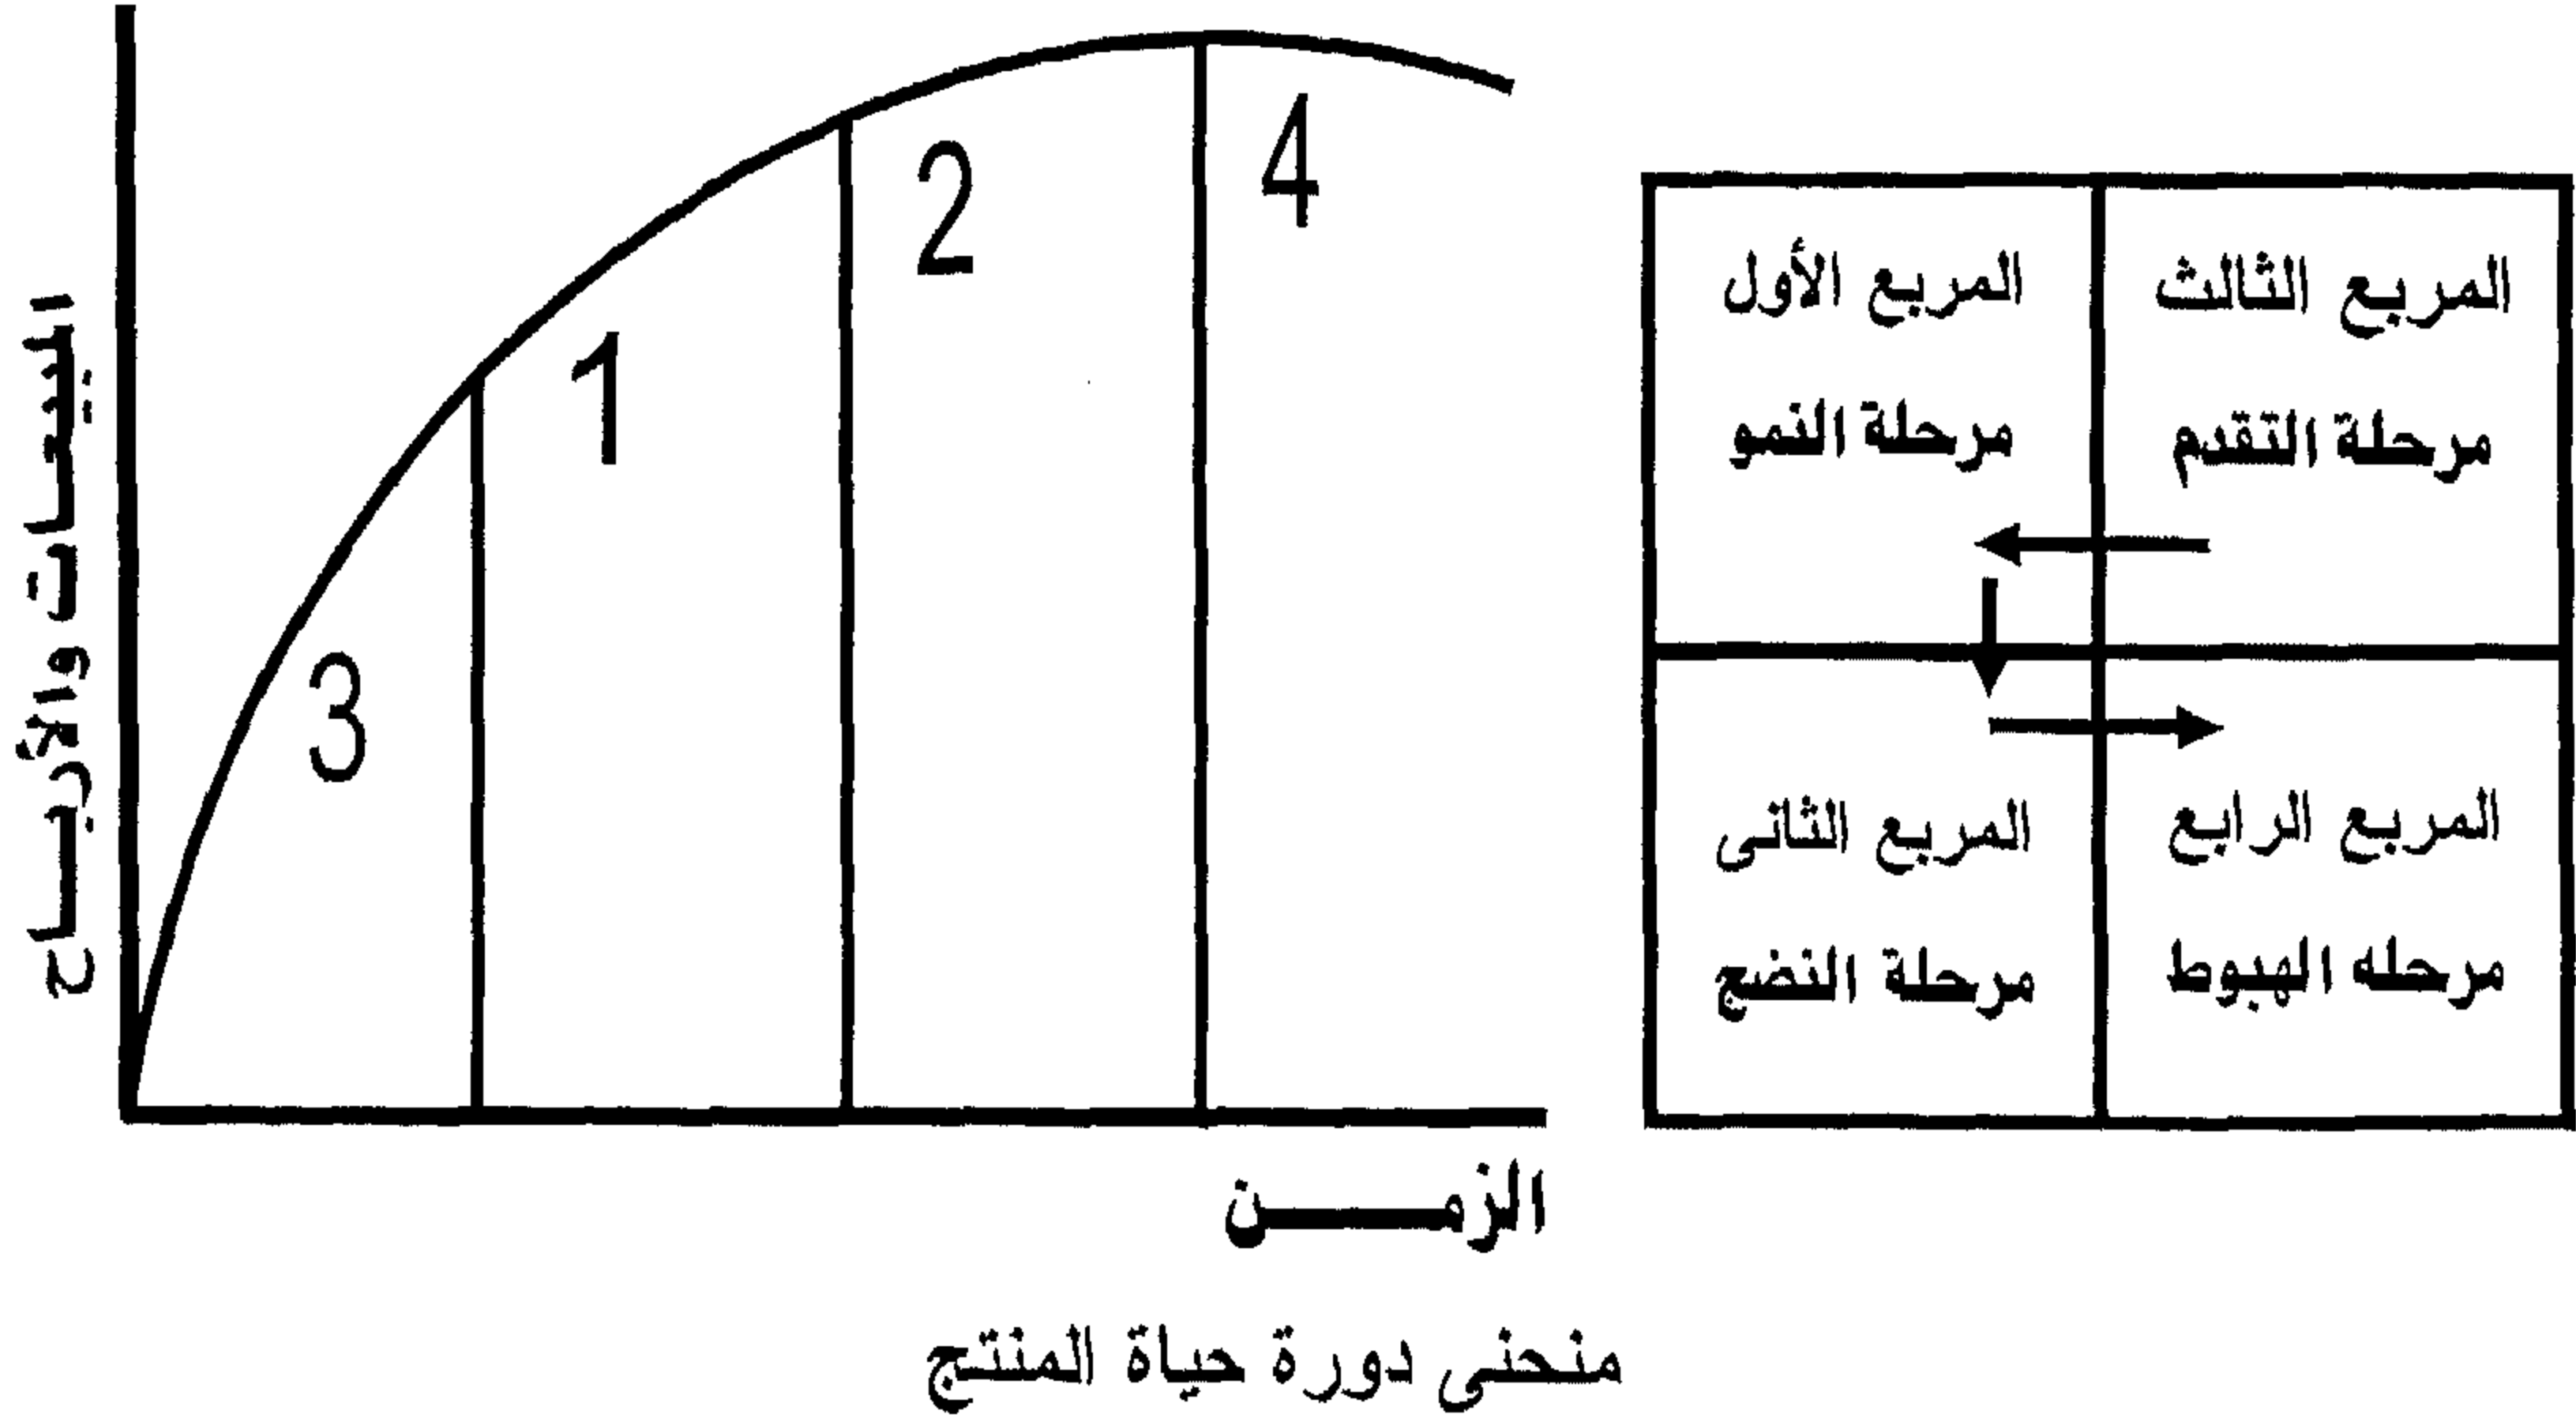 المبيعات والأربـــاح
3
1
2
4
الزمـــــن
المربع الثالث
مرحلة التقدم
المربع الأول
مرحلة النمو
المربع الرابع
مرحله الهبوط
المربع الثانى
مرحلة النضج
منحنى دورة حياة المنتج